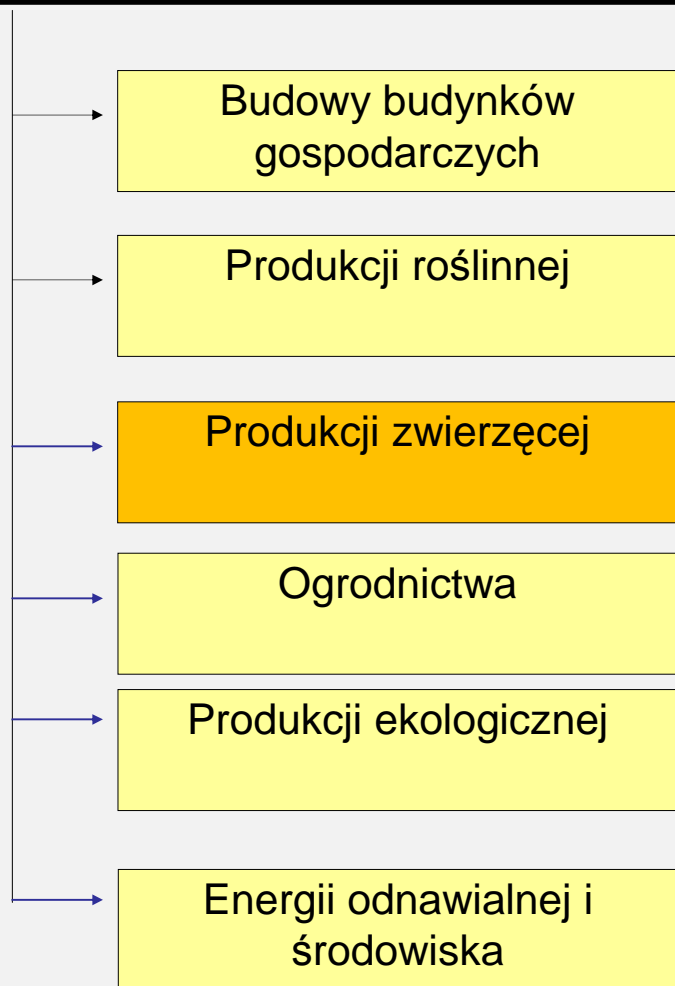 Budowy budynków
gospodarczych
Produkcji roślinnej
Produkcji zwierzęcej
Ogrodnictwa
Produkcji ekologicznej
Energii odnawialnej i
środowiska